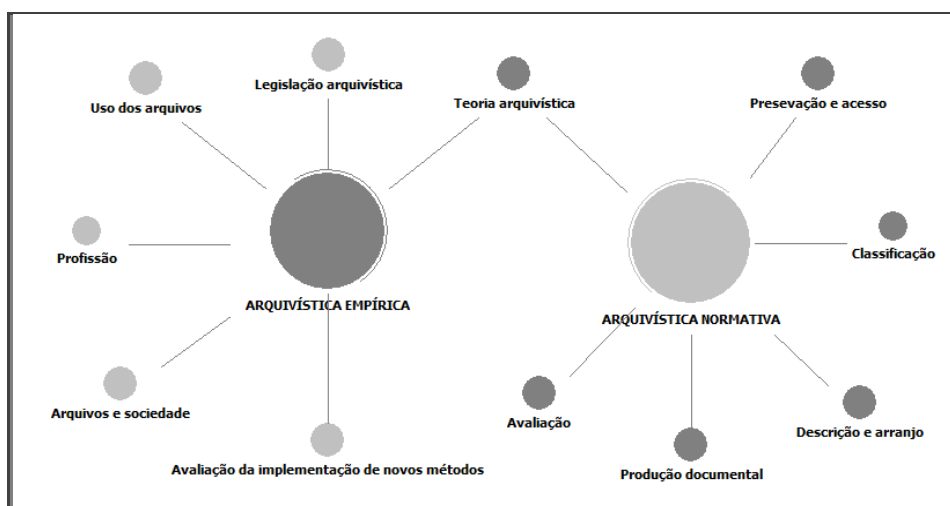 Legislação arquivística
Uso dos arquivos
Teoria arquivística
Presevação e acesso
Profissão
Classificação
ARQUIVÍSTICA EMPÍRICA
ARQUIVÍSTICA NORMATIVA
Arquivos e sociedade
Avaliação
Descrição e arranjo
Avaliação da implementação de novos métodos
Produção documental